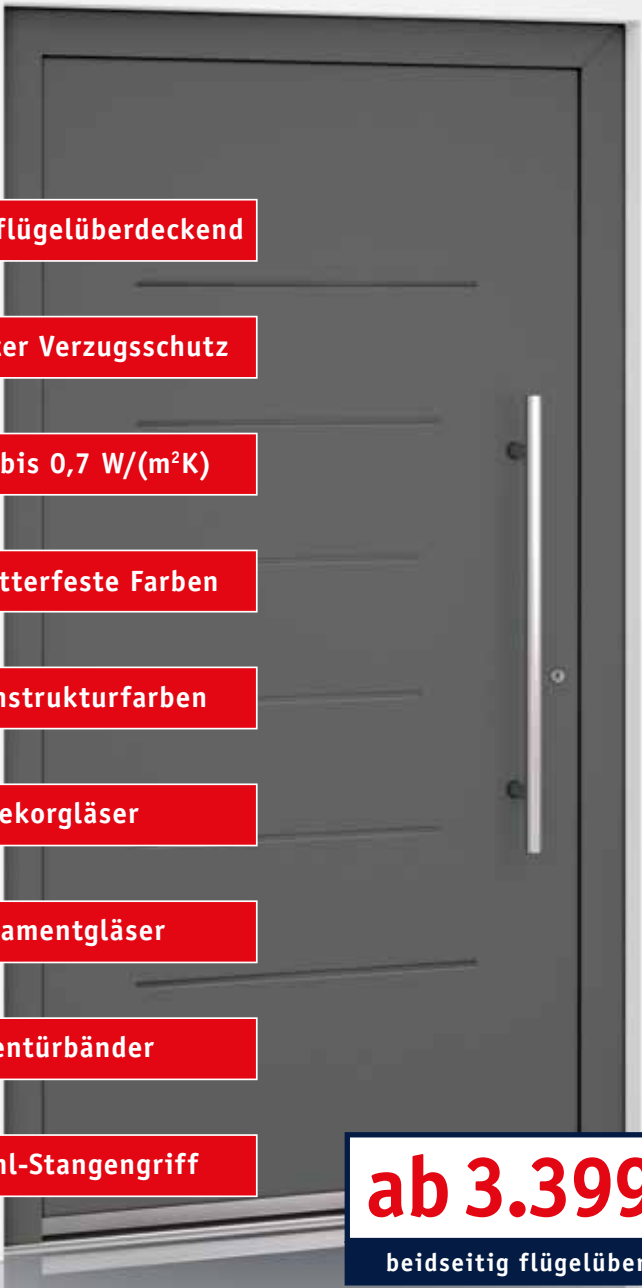 flügelüberdeckend
er Verzugsschutz
bis 0,7 W/(m²K)
tterfeste Farben
nstrukturfarben
ekorgläser
amentgläser
entürbänder
hl-Stangengriff
ab 3.399
beidseitig flügelüber